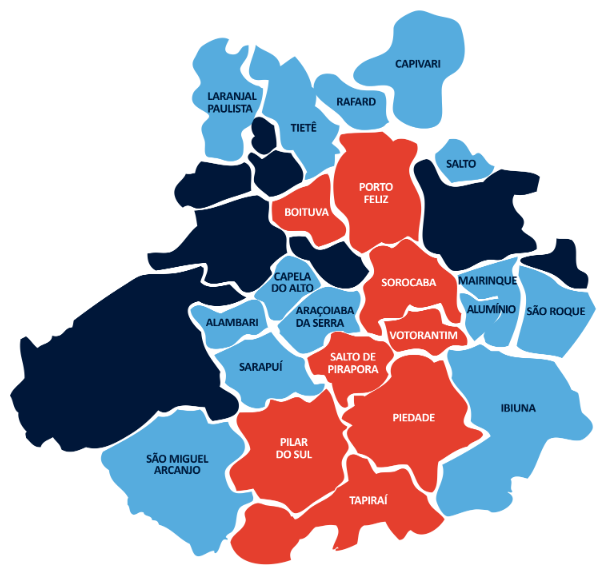 CAPIVARI
LARANJAL
PAULISTA
RAFARD
TIETÊ
SALTO
PORTO
FELIZ
BOITUVA
CAPELA
DO ALTO
SOROCABA
MAIRINQUE
ALAMBARI
ARAÇOIABA
DA SERRA
ALUMÍNIO
SÃO ROQUE
VOTORANTIM
SARAPUÍ
SALTO DE
PIRAPORA
IBIUNA
PIEDADE
PILAR
DO SUL
SÃO MIGUEL
ARCANJO
TAPIRAÍ